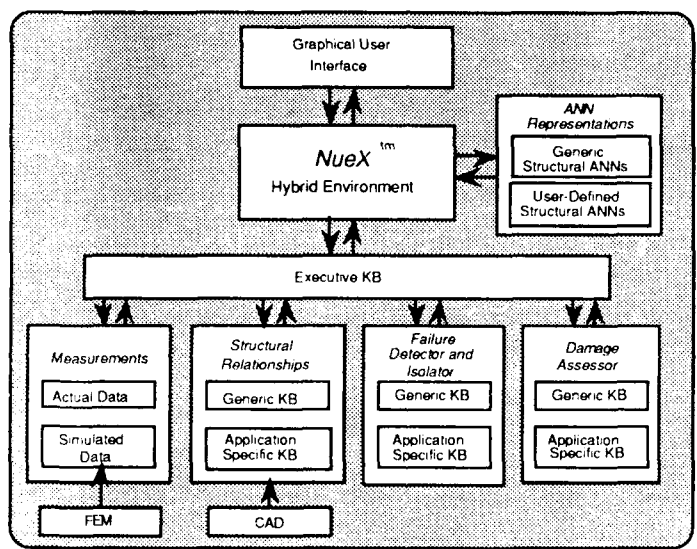 Graphical User
Interface
NueX tm
Hybrid Environment
ANN
Representations
Generic
Structural ANNs
User-Defined
Structural ANNs
Executive KB
Measurements
Actual Data
Simulated
Data
Structural
Relationships
Generic KB
Application
Specific KB
Failure
Detector and
Isolator
Generic KB
Application
Specific KB
Damage
Assessor
Generic KB
Application
Specific KB
FEM
CAD